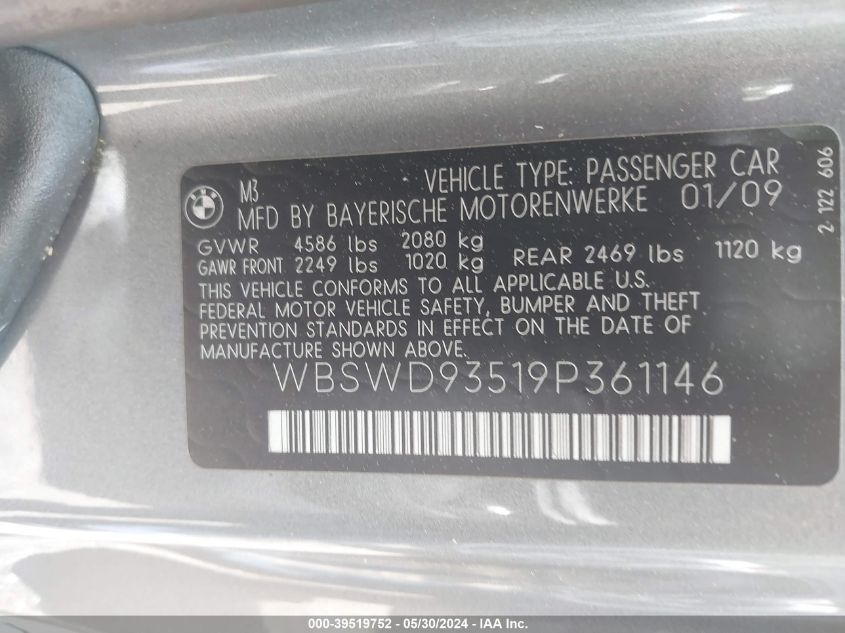 BMW
M3 VEHICLE TYPE: PASSENGER CAR
MFD BY BAYERISCHE MOTORENWERKE 01/09
GVWR 4586 lbs 2080 kg
GAWR FRONT 2249 lbs 1020 kg REAR 2469 lbs 1120 kg
THIS VEHICLE CONFORMS TO ALL APPLICABLE U.S.
FEDERAL MOTOR VEHICLE SAFETY, BUMPER AND THEFT
PREVENTION STANDARDS IN EFFECT ON THE DATE OF
MANUFACTURE SHOWN ABOVE.
WBSWD93519P361146
2 122 606
000-39519752 - 05/30/2024 - IAA Inc.